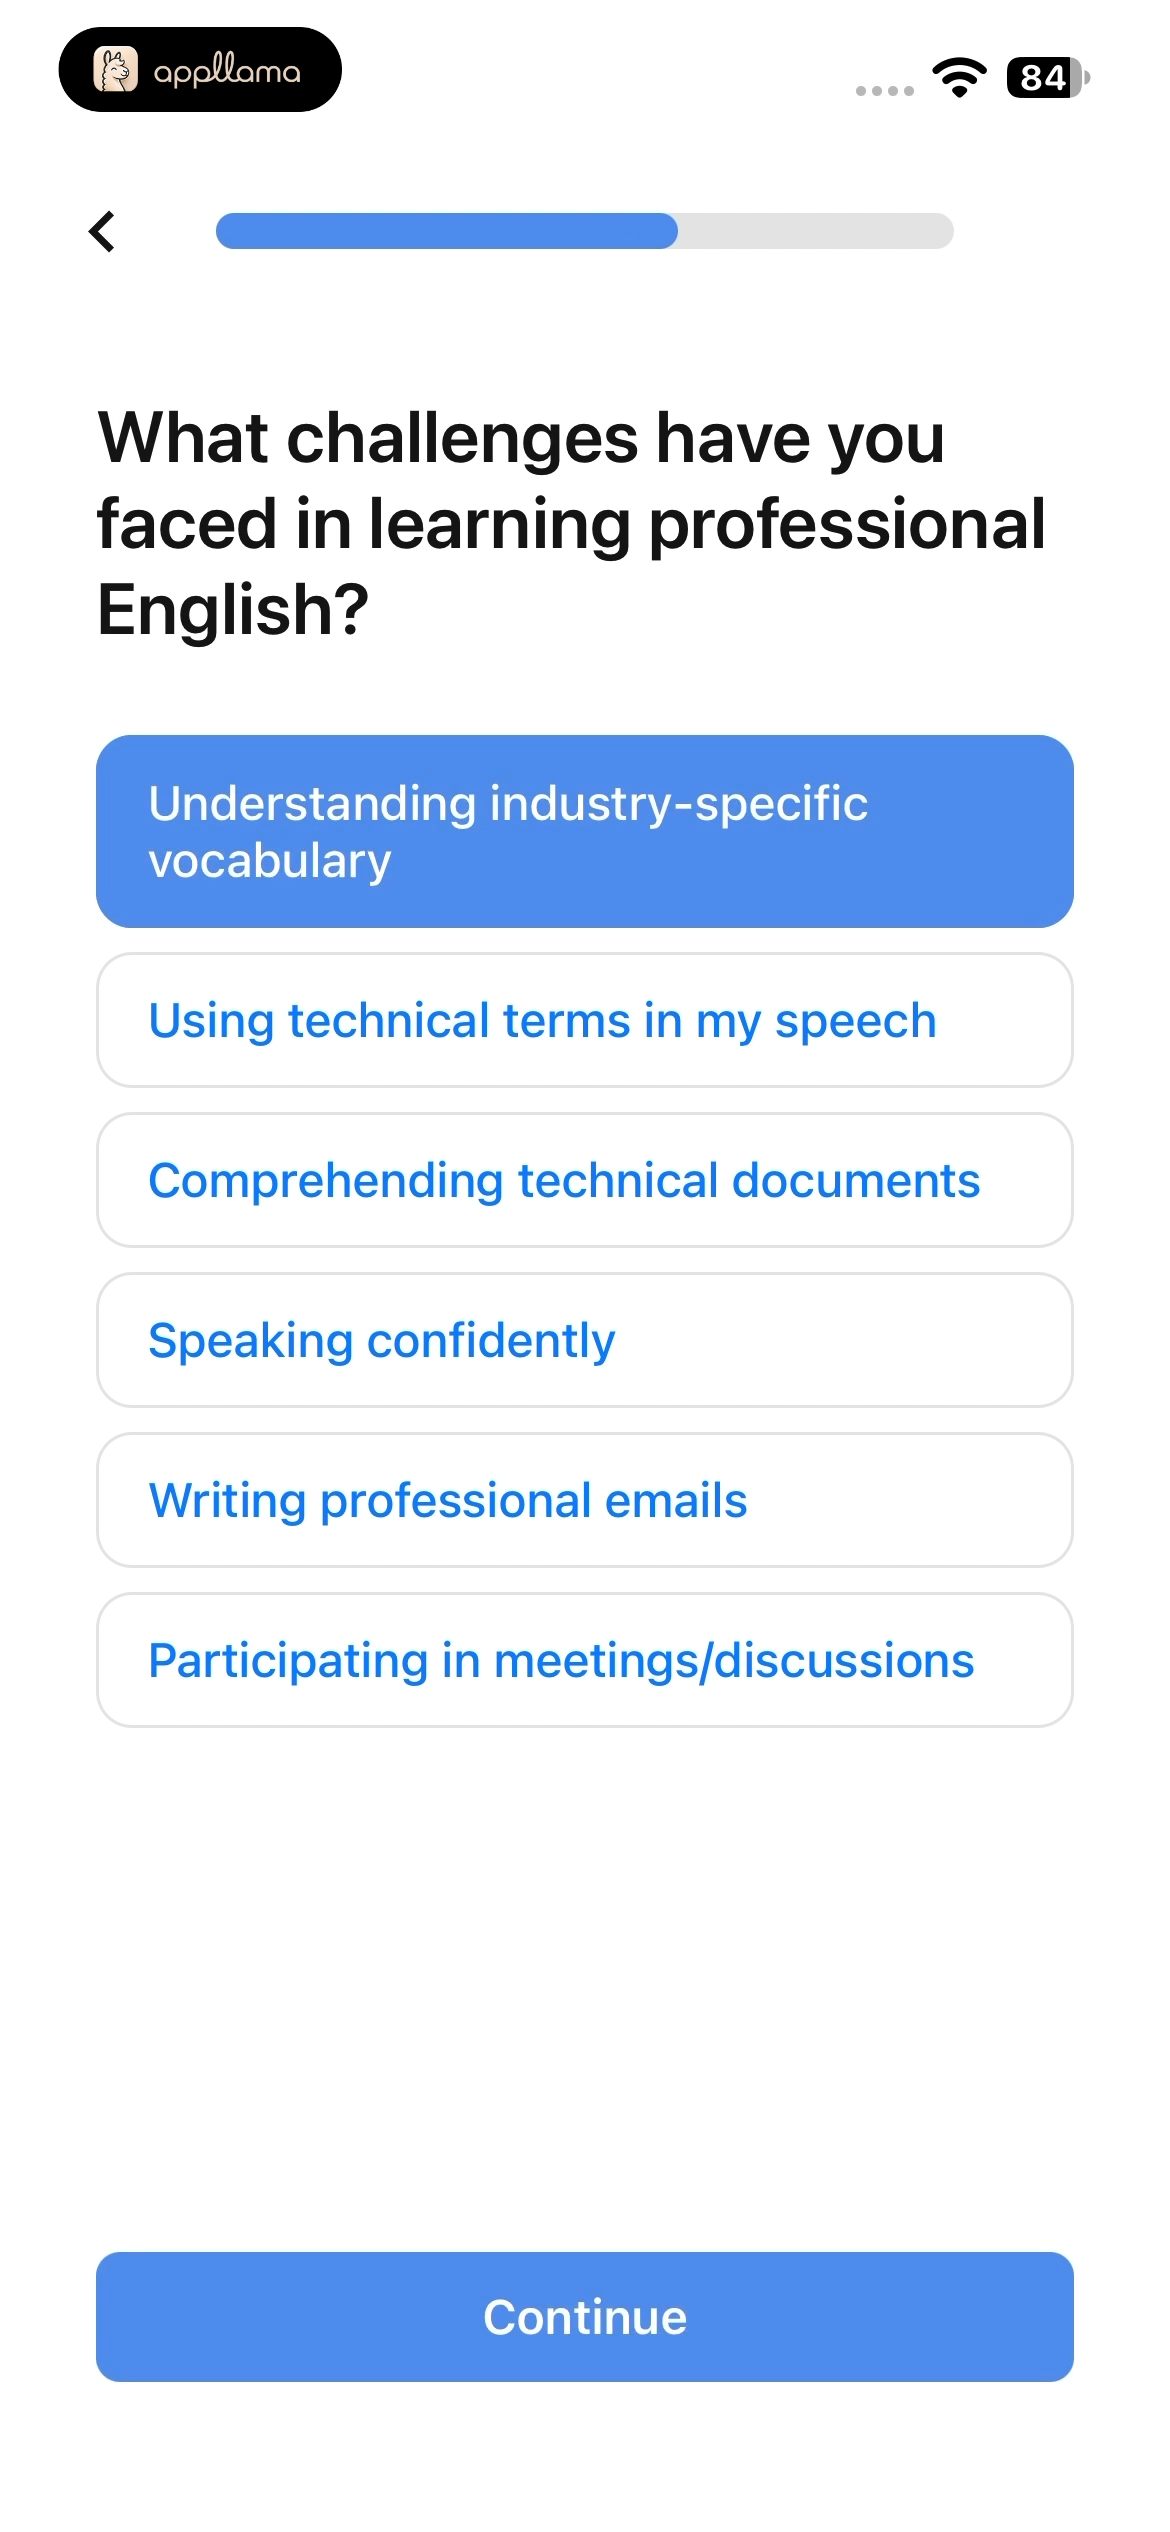 appllama
84
What challenges have you
faced in learning professional
English?
Understanding industry-specific
vocabulary
Using technical terms in my speech
Comprehending technical documents
Speaking confidently
Writing professional emails
Participating in meetings/discussions
Continue